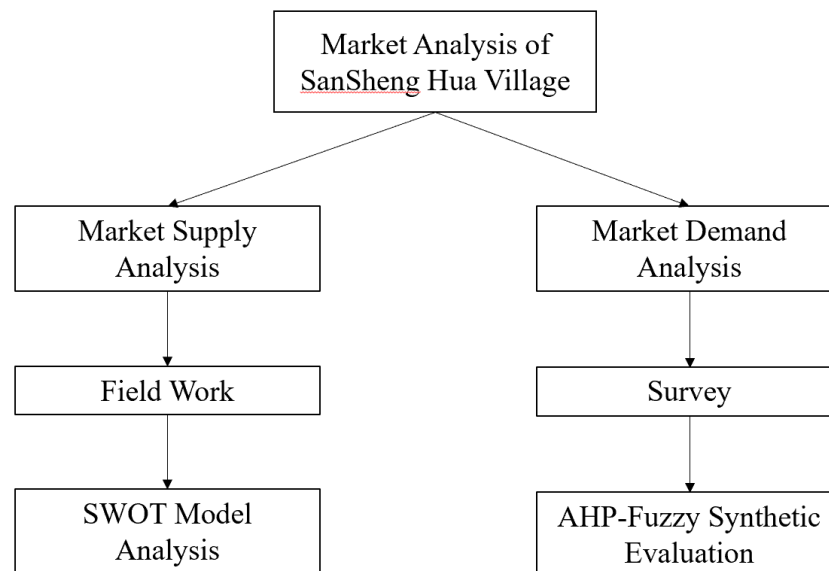 Market Analysis of
SanSheng Hua Village
Market Supply
Analysis
Market Demand
Analysis
Field Work
Survey
SWOT Model
Analysis
AHP-Fuzzy Synthetic
Evaluation